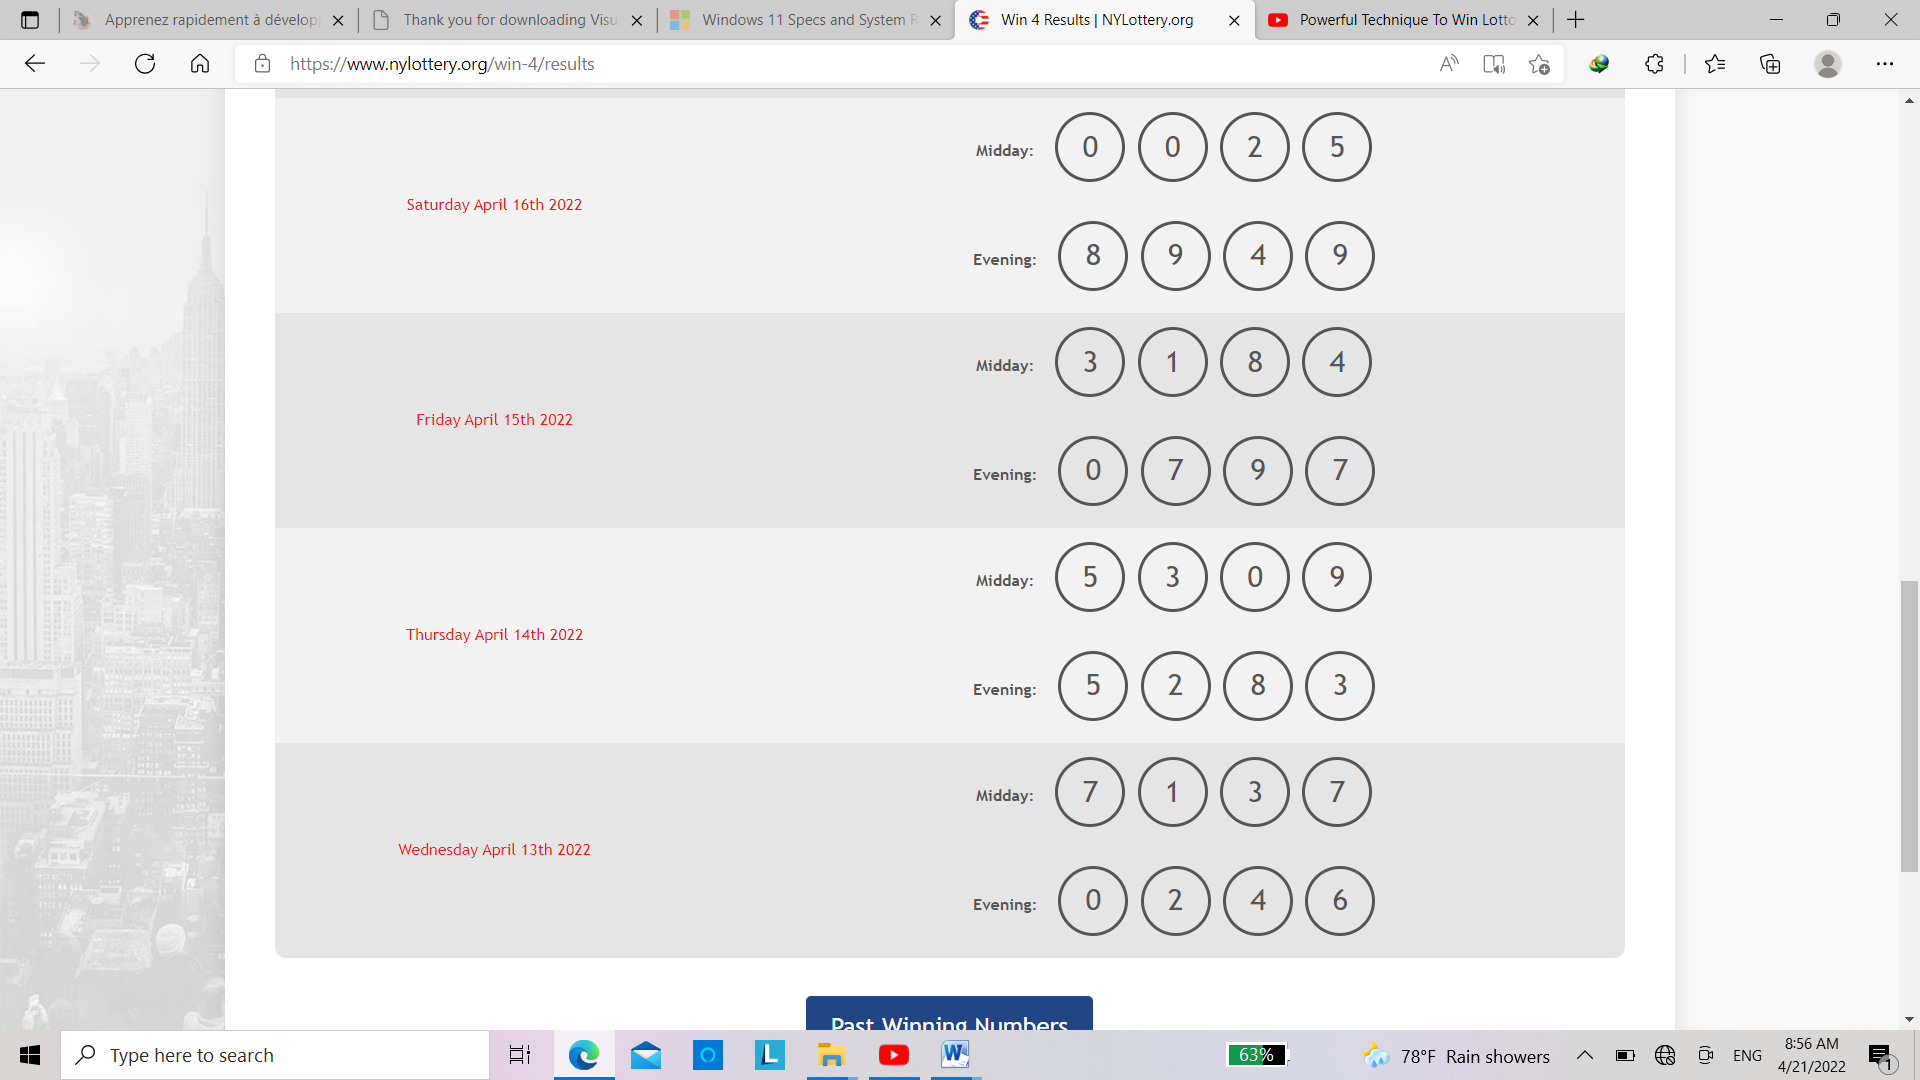 Apprenez rapidement à dévelop
Thank you for downloading Visu
Windows 11 Specs and System R
Win 4 Results | NYLottery.org
Powerful Technique To Win Lotto
https://www.nylottery.org/win-4/results
Midday: 0 0 2 5
Saturday April 16th 2022
Evening: 8 9 4 9
Midday: 3 1 8 4
Friday April 15th 2022
Evening: 0 7 9 7
Midday: 5 3 0 9
Thursday April 14th 2022
Evening: 5 2 8 3
Midday: 7 1 3 7
Wednesday April 13th 2022
Evening: 0 2 4 6
Past Winning Numbers
Type here to search
63%
78°F Rain showers
ENG
8:56 AM
4/21/2022
1